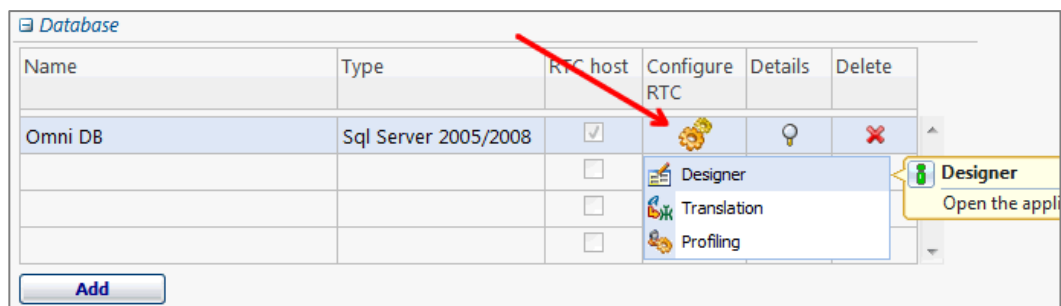 Database
Name Type RTC host Configure RTC Details Delete
Omni DB Sql Server 2005/2008
Designer
Translation
Profiling
Designer
Open the appli
Add